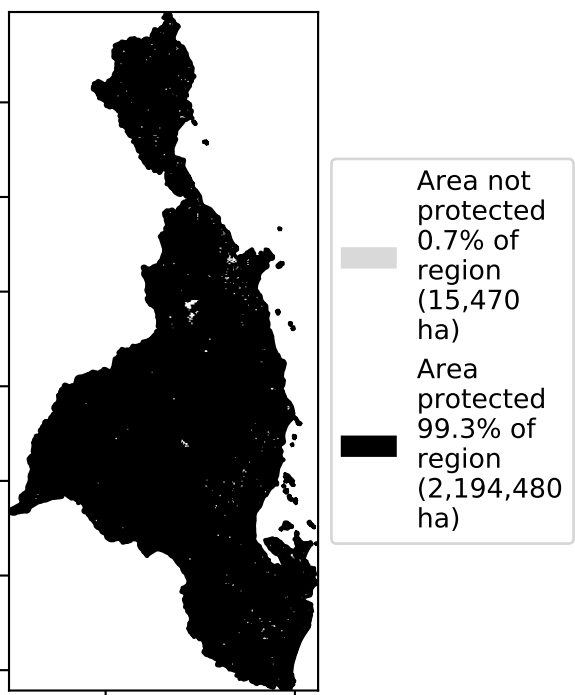 Area not
protected
0.7% of
region
(15,470
ha)
Area
protected
99.3% of
region
(2,194,480
ha)